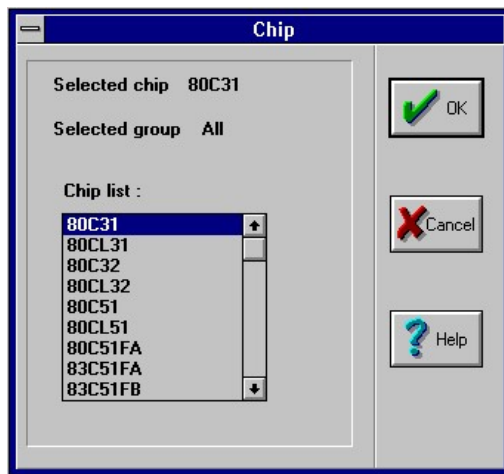 Chip
Selected chip 80C31
Selected group All
Chip list :
80C31
80CL31
80C32
80CL32
80C51
80CL51
80C51FA
83C51FA
83C51FB
OK
Cancel
Help